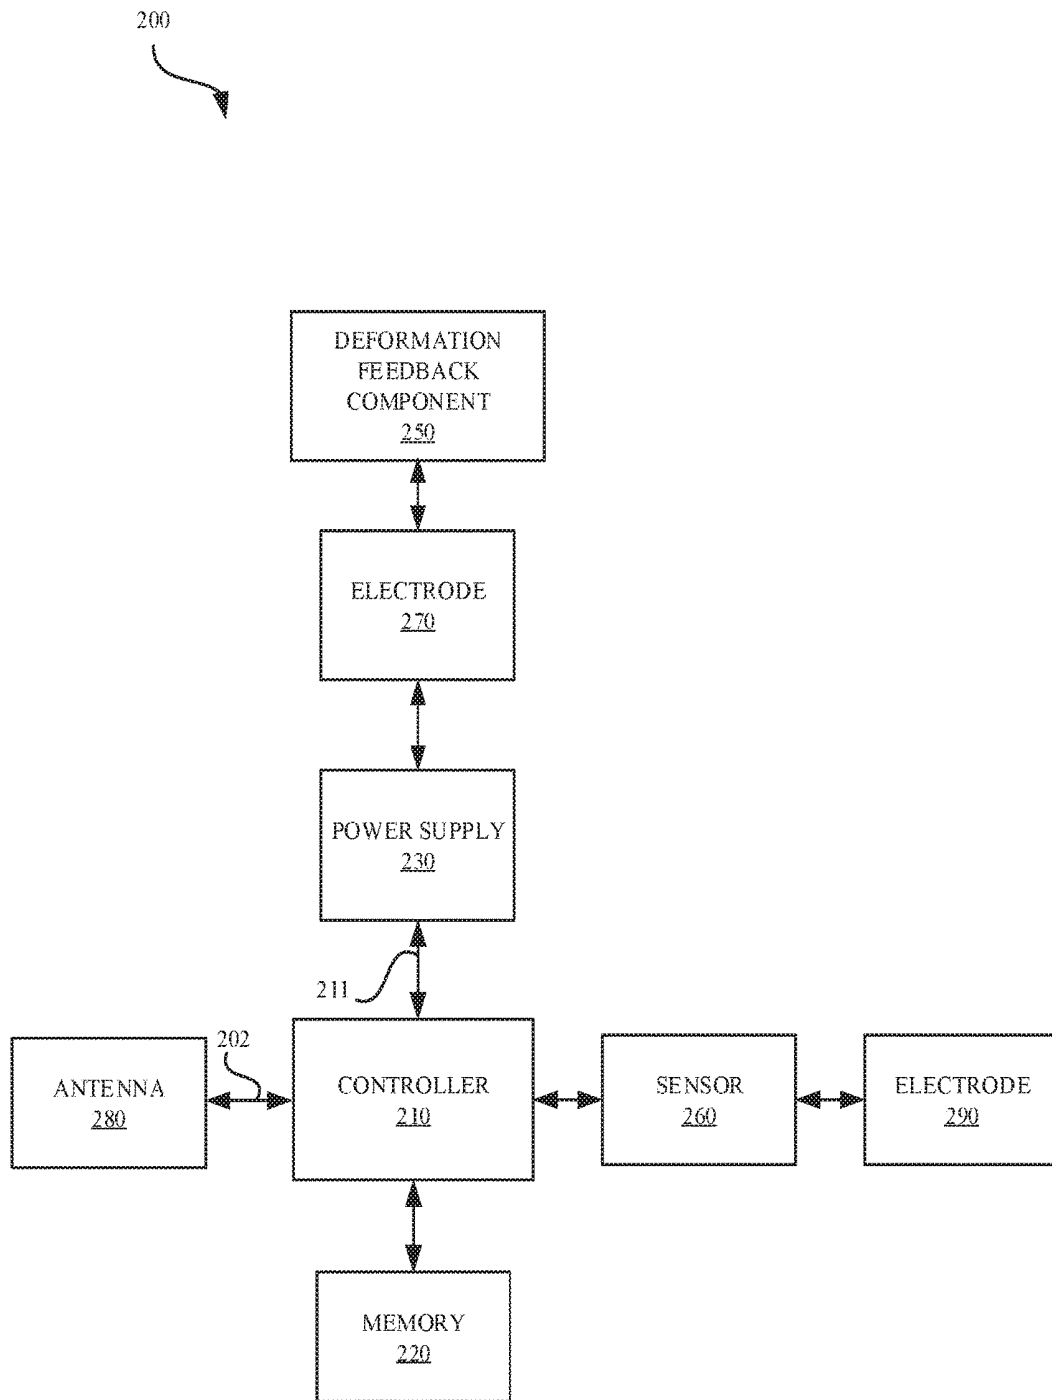 200
DEFORMATION
FEEDBACK
COMPONENT
250
ELECTRODE
270
POWER SUPPLY
230
211
202
ANTENNA
280
CONTROLLER
210
SENSOR
260
ELECTRODE
290
MEMORY
220